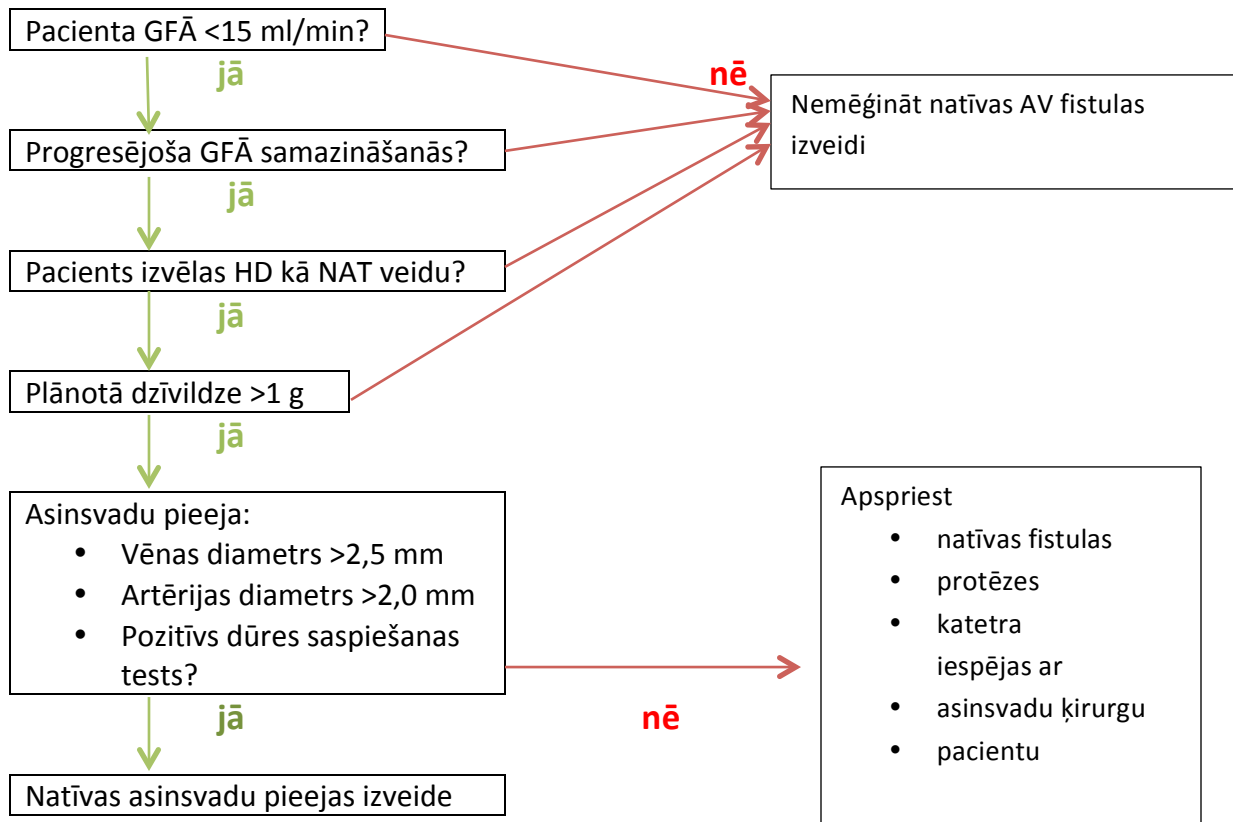 Pacienta GFĀ <15 ml/min?
jā
nē
Nemēģināt natīvas AV fistulas
izveidi
Progresējoša GFĀ samazināšanās?
jā
Pacients izvēlas HD kā NAT veidu?
jā
Plānotā dzīvildze >1 g
jā
Asinsvadu pieeja:
• Vēnas diametrs >2,5 mm
• Artērijas diametrs >2,0 mm
• Pozitīvs dūres saspiešanas
tests?
Apspriest
• natīvas fistulas
• protēzes
• katetra
iespējas ar
• asinsvadu ķirurgu
• pacientu
jā
nē
Natīvas asinsvadu pieejas izveide